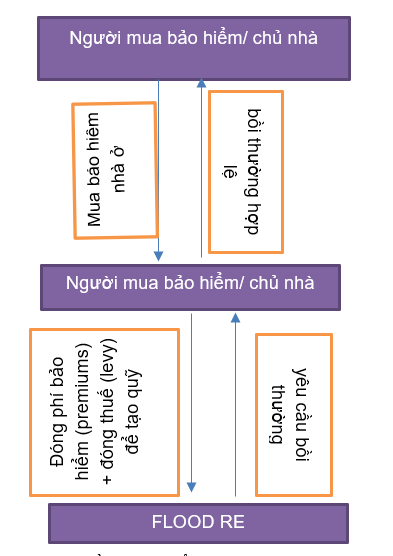 Người mua bảo hiểm/ chủ nhà
Mua báo hiểm
nhà ở
bồi thường hợp
lệ
Người mua bảo hiểm/ chủ nhà
Đóng phí bảo
hiểm (premiums)
+ đóng thuế (levy)
để tạo quỹ
yêu cầu bồi
thường
FLOOD RE